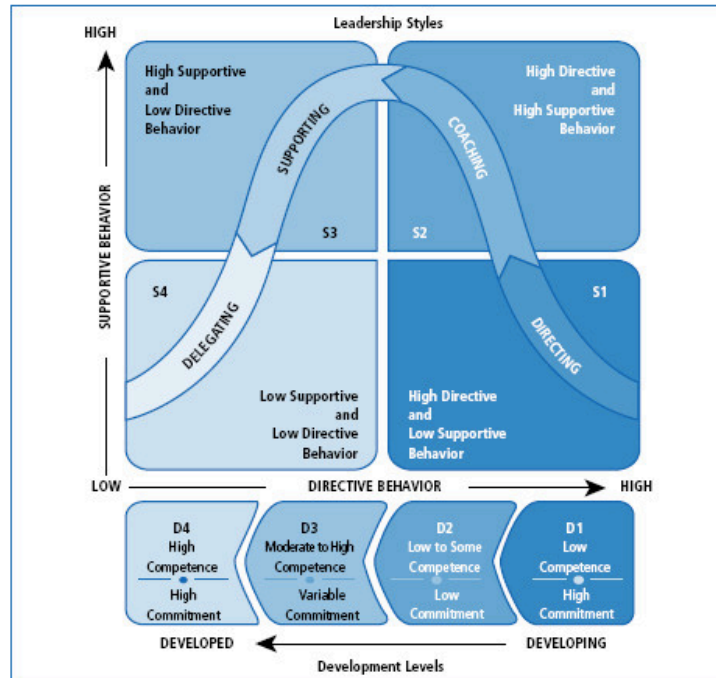 Leadership Styles
HIGH
High Supportive
and
Low Directive
Behavior
High Directive
and
High Supportive
Behavior
SUPPORTING
COACHING
S3
S2
SUPPORTIVE BEHAVIOR
S4
S1
DELEGATING
DIRECTING
Low Supportive
and
Low Directive
Behavior
High Directive
and
Low Supportive
Behavior
LOW
DIRECTIVE BEHAVIOR
HIGH
D4
High
Competence
High
Commitment
D3
Moderate to High
Competence
Variable
Commitment
D2
Low to Some
Competence
Low
Commitment
D1
Low
Competence
High
Commitment
DEVELOPED
DEVELOPING
Development Levels